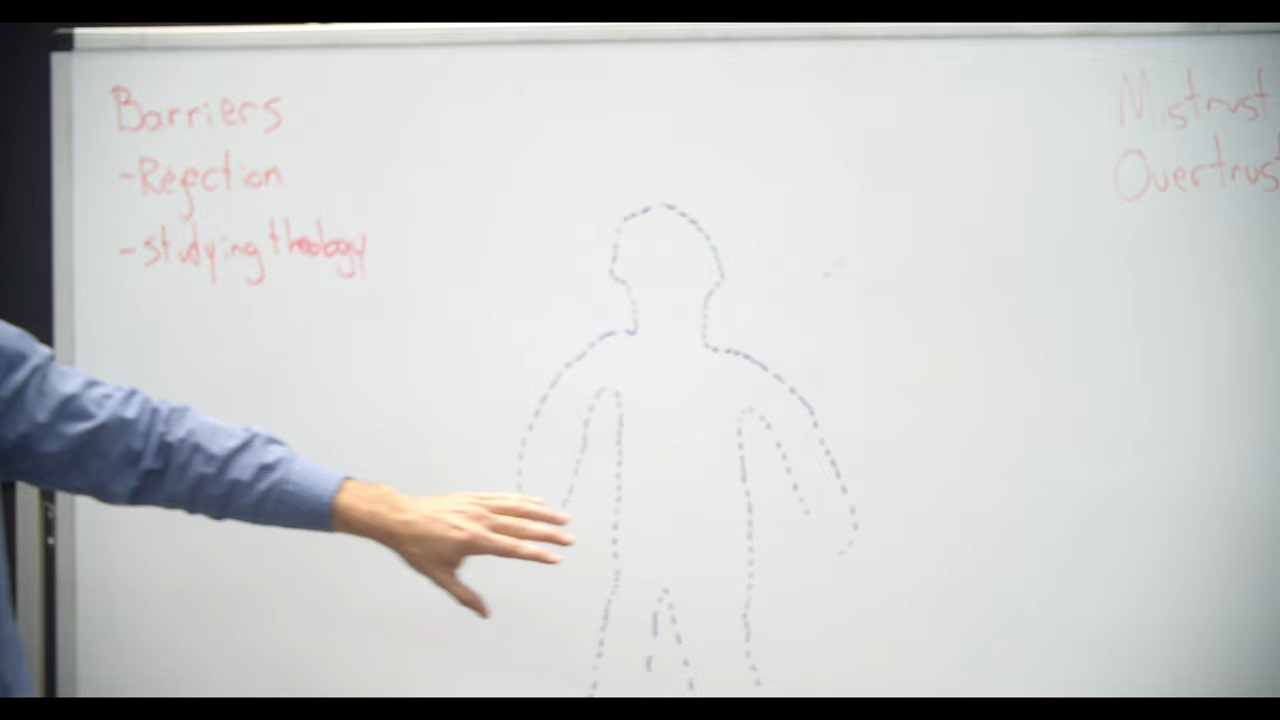 Barriers
-Rejection
-studying theology
Mistrust
Overtrust